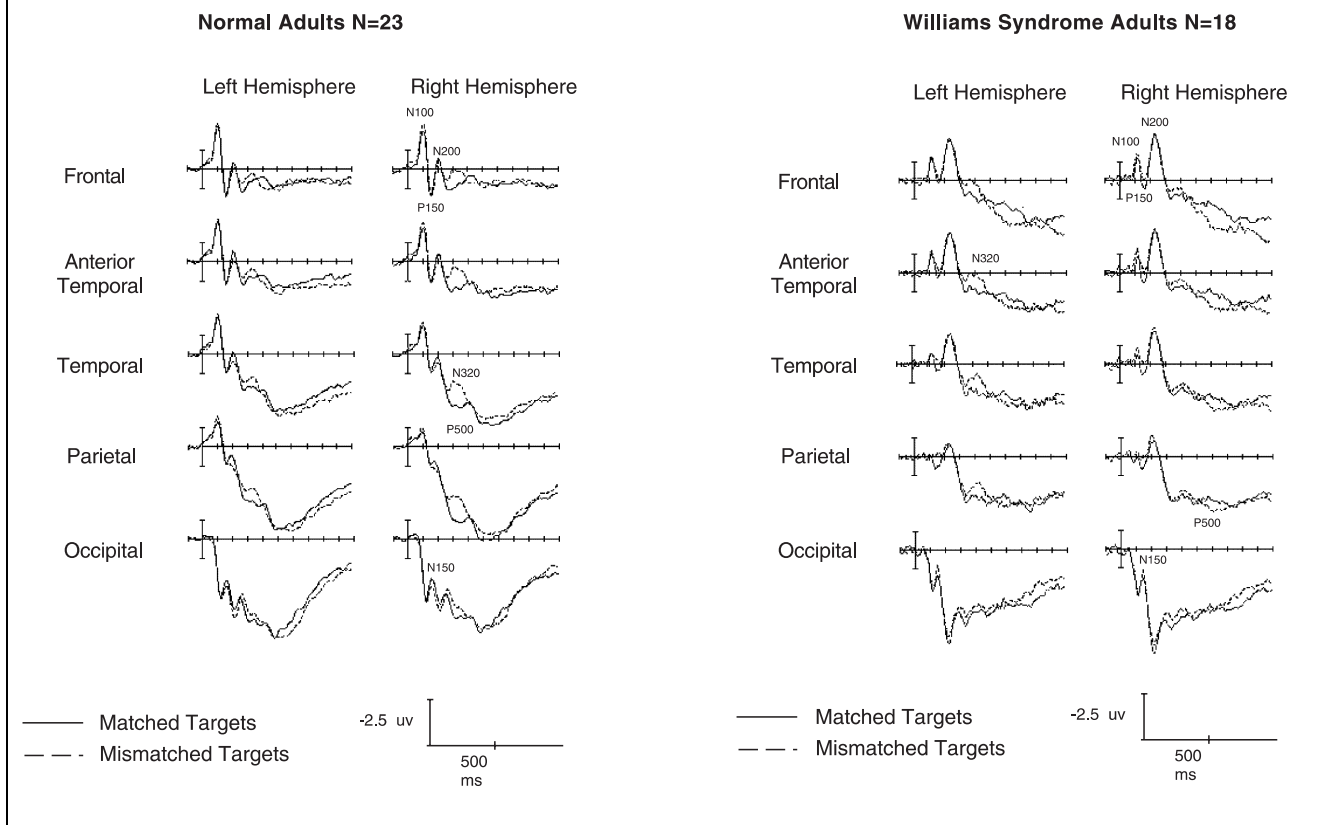 Normal Adults N=23
Left Hemisphere
Right Hemisphere
N100
N200
Frontal
P150
Anterior
Temporal
Temporal
N320
P500
Parietal
Occipital
N150
Matched Targets
Mismatched Targets
-2.5 uv
500
ms
Williams Syndrome Adults N=18
Left Hemisphere
Right Hemisphere
N200
N100
Frontal
P150
Anterior
Temporal
N320
Temporal
Parietal
P500
Occipital
N150
Matched Targets
Mismatched Targets
-2.5 uv
500
ms